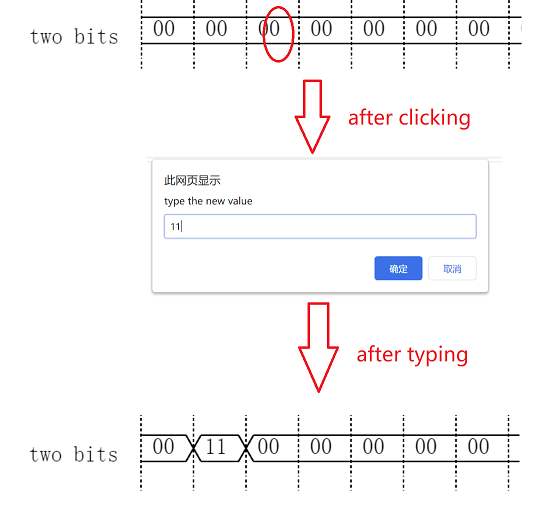 two bits 00 00 00 00 00 00 00
after clicking
此网页显示
type the new value
11
确定 取消
after typing
two bits 00 11 00 00 00 00 00